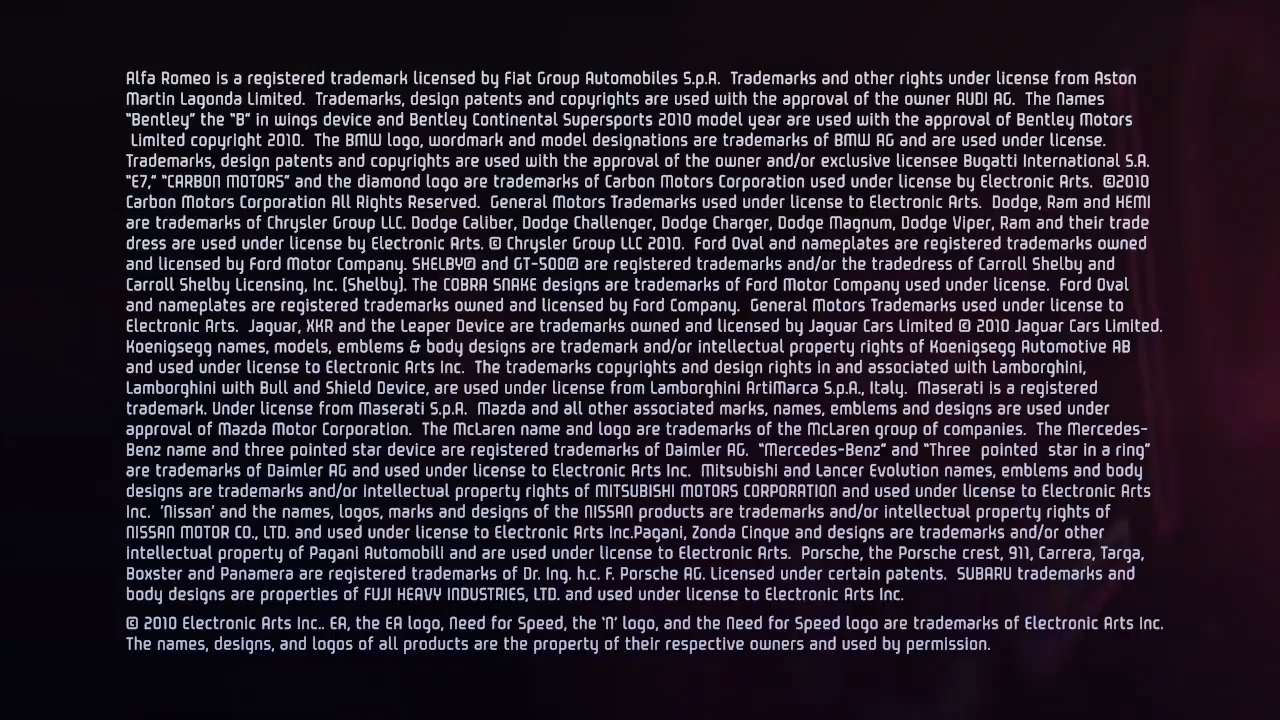 Alfa Romeo is a registered trademark licensed by Fiat Group Automobiles S.p.A.  Trademarks and other rights under license from Aston
Martin Lagonda Limited.  Trademarks, design patents and copyrights are used with the approval of the owner AUDI AG.  The Names
"Bentley" the "B" in wings device and Bentley Continental Supersports 2010 model year are used with the approval of Bentley Motors
Limited copyright 2010.  The BMW logo, wordmark and model designations are trademarks of BMW AG and are used under license.
Trademarks, design patents and copyrights are used with the approval of the owner and/or exclusive licensee Bugatti International S.A.
"E7," "CARBON MOTORS" and the diamond logo are trademarks of Carbon Motors Corporation used under license by Electronic Arts.  ©2010
Carbon Motors Corporation All Rights Reserved.  General Motors Trademarks used under license to Electronic Arts.  Dodge, Ram and HEMI
are trademarks of Chrysler Group LLC. Dodge Caliber, Dodge Challenger, Dodge Charger, Dodge Magnum, Dodge Viper, Ram and their trade
dress are used under license by Electronic Arts. © Chrysler Group LLC 2010.  Ford Oval and nameplates are registered trademarks owned
and licensed by Ford Motor Company. SHELBY® and GT-500® are registered trademarks and/or the tradedress of Carroll Shelby and
Carroll Shelby Licensing, Inc. (Shelby). The COBRA SNAKE designs are trademarks of Ford Motor Company used under license.  Ford Oval
and nameplates are registered trademarks owned and licensed by Ford Company.  General Motors Trademarks used under license to
Electronic Arts.  Jaguar, XKR and the Leaper Device are trademarks owned and licensed by Jaguar Cars Limited © 2010 Jaguar Cars Limited.
Koenigsegg names, models, emblems & body designs are trademark and/or intellectual property rights of Koenigsegg Automotive AB
and used under license to Electronic Arts Inc.  The trademarks copyrights and design rights in and associated with Lamborghini,
Lamborghini with Bull and Shield Device, are used under license from Lamborghini ArtiMarca S.p.A., Italy.  Maserati is a registered
trademark. Under license from Maserati S.p.A.  Mazda and all other associated marks, names, emblems and designs are used under
approval of Mazda Motor Corporation.  The McLaren name and logo are trademarks of the McLaren group of companies.  The Mercedes-
Benz name and three pointed star device are registered trademarks of Daimler AG.  "Mercedes-Benz" and "Three  pointed  star in a ring"
are trademarks of Daimler AG and used under license to Electronic Arts Inc.  Mitsubishi and Lancer Evolution names, emblems and body
designs are trademarks and/or intellectual property rights of MITSUBISHI MOTORS CORPORATION and used under license to Electronic Arts
Inc.  'Nissan' and the names, logos, marks and designs of the NISSAN products are trademarks and/or intellectual property rights of
NISSAN MOTOR CO., LTD. and used under license to Electronic Arts Inc.Pagani, Zonda Cinque and designs are trademarks and/or other
intellectual property of Pagani Automobili and are used under license to Electronic Arts.  Porsche, the Porsche crest, 911, Carrera, Targa,
Boxster and Panamera are registered trademarks of Dr. Ing. h.c. F. Porsche AG. Licensed under certain patents.  SUBARU trademarks and
body designs are properties of FUJI HEAVY INDUSTRIES, LTD. and used under license to Electronic Arts Inc.
© 2010 Electronic Arts Inc.. EA, the EA logo, Need for Speed, the 'N' logo, and the Need for Speed logo are trademarks of Electronic Arts Inc.
The names, designs, and logos of all products are the property of their respective owners and used by permission.